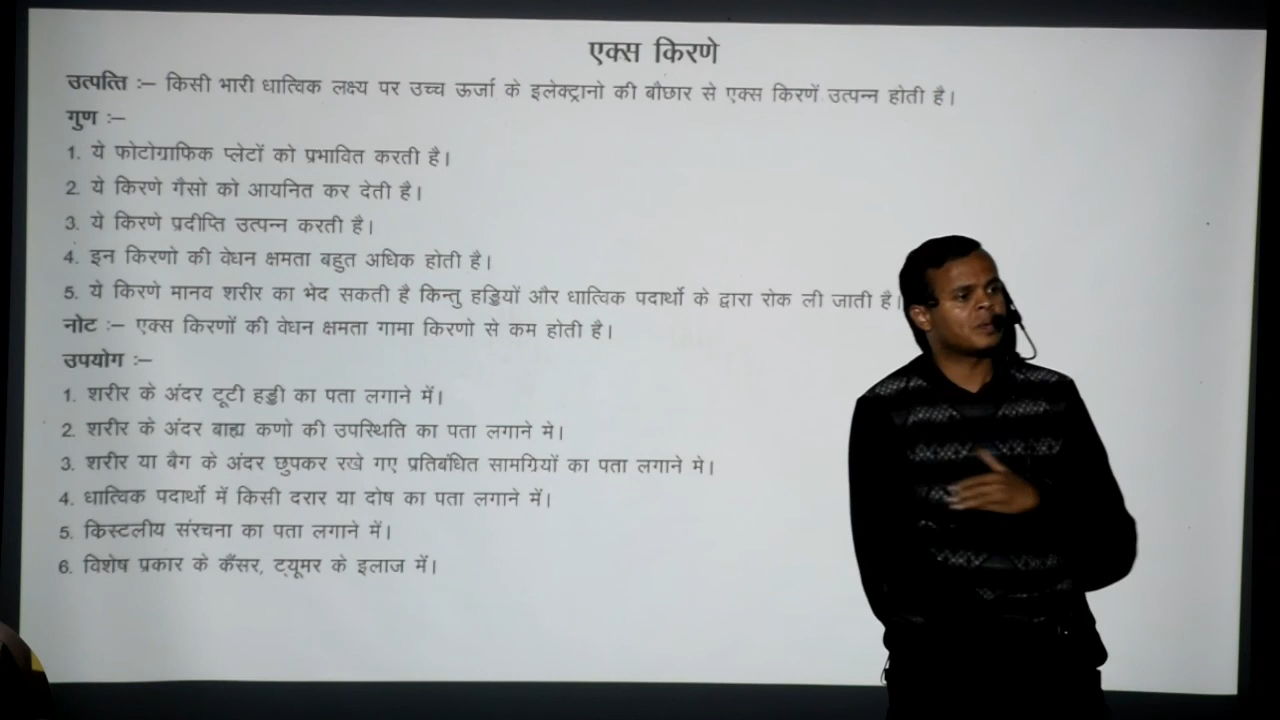 एक्स किरणे
उत्पत्ति :– किसी भारी धात्विक लक्ष्य पर उच्च ऊर्जा के इलेक्ट्रानो की बौछार से एक्स किरणें उत्पन्न होती है।
गुण :–
1. ये फोटोग्राफिक प्लेटों को प्रभावित करती है।
2. ये किरणे गैसो को आयनित कर देती है।
3. ये किरणे प्रदीप्ति उत्पन्न करती है।
4. इन किरणो की वेधन क्षमता बहुत अधिक होती है।
5. ये किरणे मानव शरीर का भेद सकती है किन्तु हड्डियों और धात्विक पदार्थो के द्वारा रोक ली जाती है।
नोट :– एक्स किरणों की वेधन क्षमता गामा किरणो से कम होती है।
उपयोग :–
1. शरीर के अंदर टूटी हड्डी का पता लगाने में।
2. शरीर के अंदर बाह्य कणो की उपस्थिति का पता लगाने मे।
3. शरीर या बैग के अंदर छुपकर रखे गए प्रतिबंधित सामग्रियों का पता लगाने मे।
4. धात्विक पदार्थो में किसी दरार या दोष का पता लगाने में।
5. किस्टलीय संरचना का पता लगाने में।
6. विशेष प्रकार के कैंसर, ट्यूमर के इलाज में।